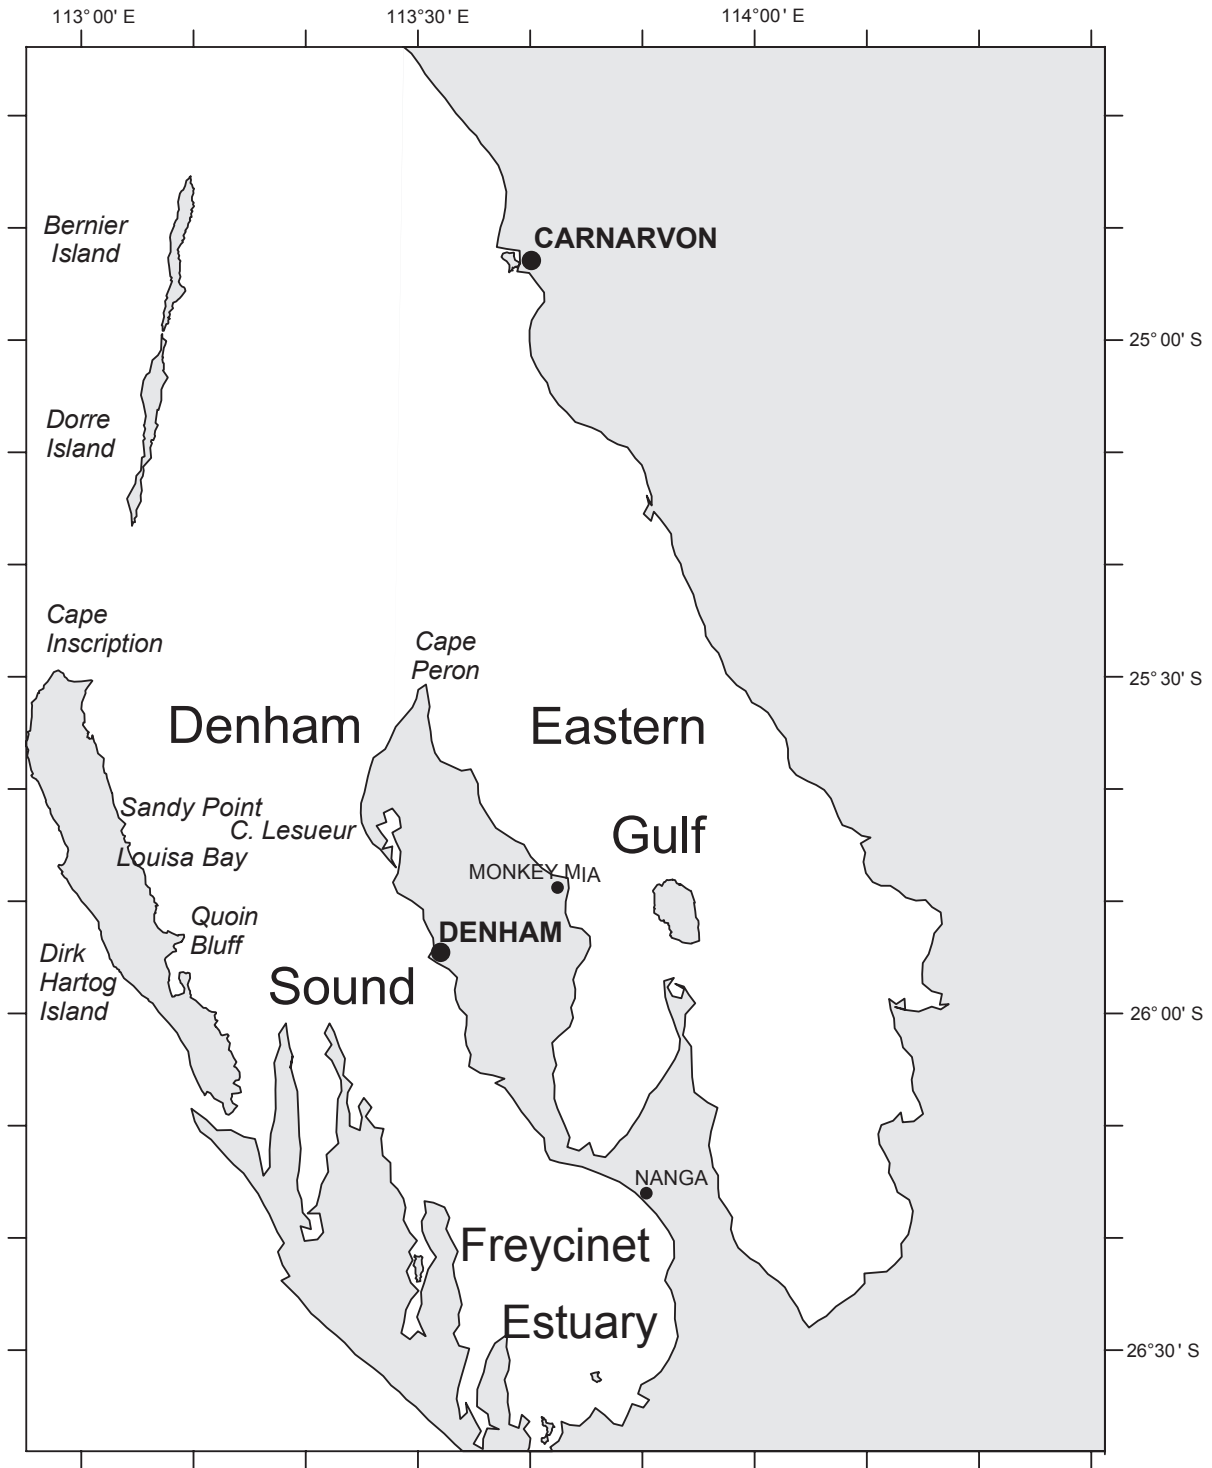 113°00' E
113°30' E
114°00' E
Bernier
Island
CARNARVON
25°00' S
Dorre
Island
Cape
Inscription
Cape
Peron
25°30' S
Denham
Eastern
Sandy Point
C. Lesueur
Gulf
Louisa Bay
MONKEY MIA
Quoin
Bluff
DENHAM
Dirk
Hartog
Island
Sound
26°00' S
NANGA
Freycinet
Estuary
26°30' S